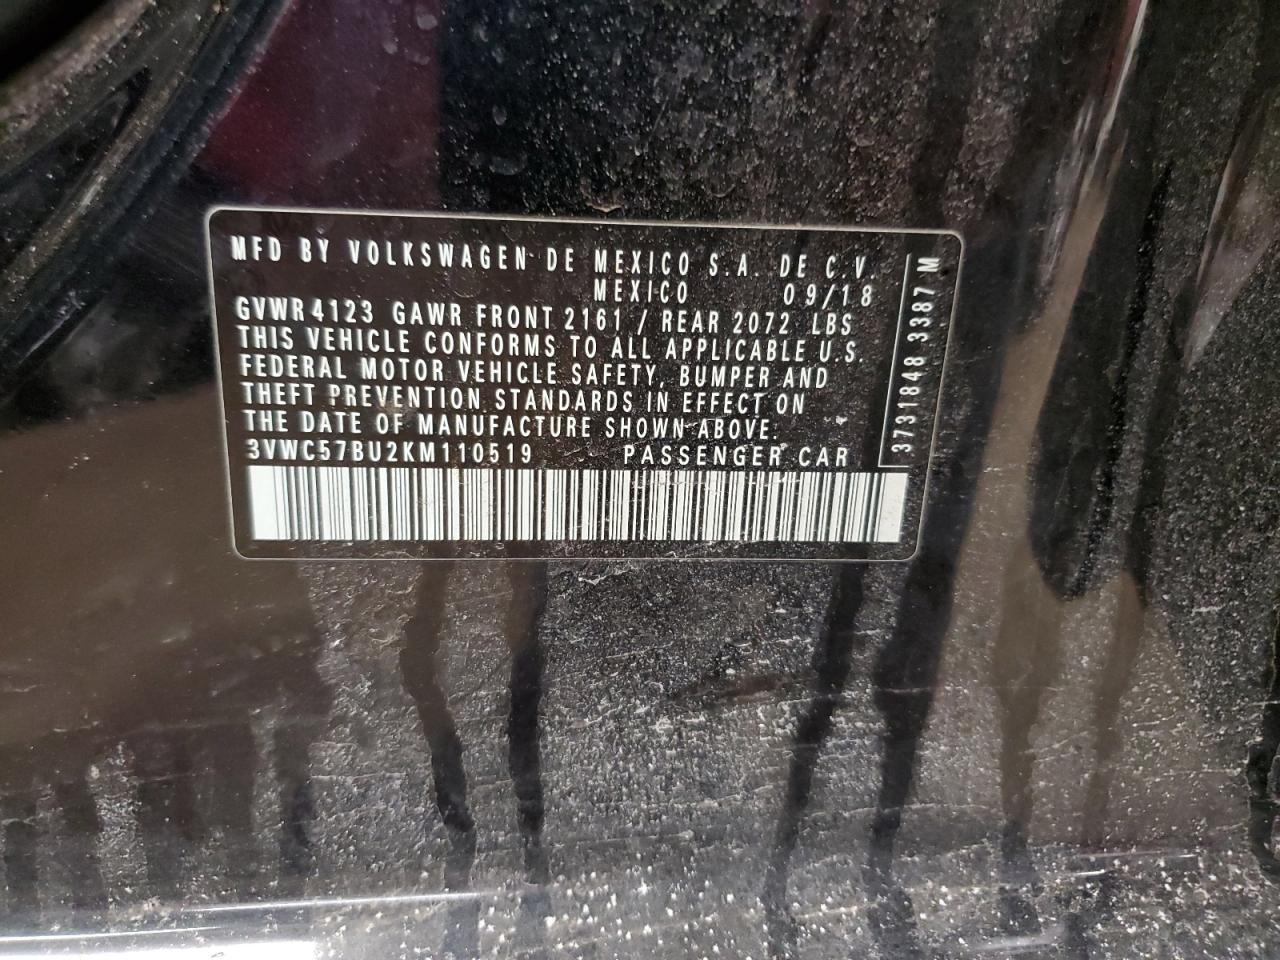 MFD BY VOLKSWAGEN DE MEXICO S.A. DE C.V.
MEXICO 09/18
GVWR 4123 GAWR FRONT 2161 / REAR 2072 LBS
THIS VEHICLE CONFORMS TO ALL APPLICABLE U.S.
FEDERAL MOTOR VEHICLE SAFETY, BUMPER AND
THEFT PREVENTION STANDARDS IN EFFECT ON
THE DATE OF MANUFACTURE SHOWN ABOVE.
3VWC57BU2KM110519 PASSENGER CAR
3731848 3387 M